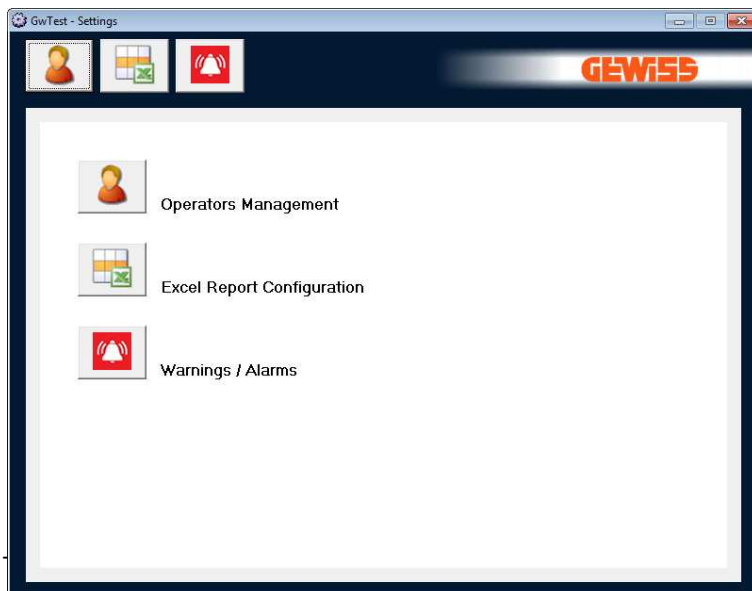 GwTest - Settings
GEWISS
Operators Management
Excel Report Configuration
Warnings / Alarms